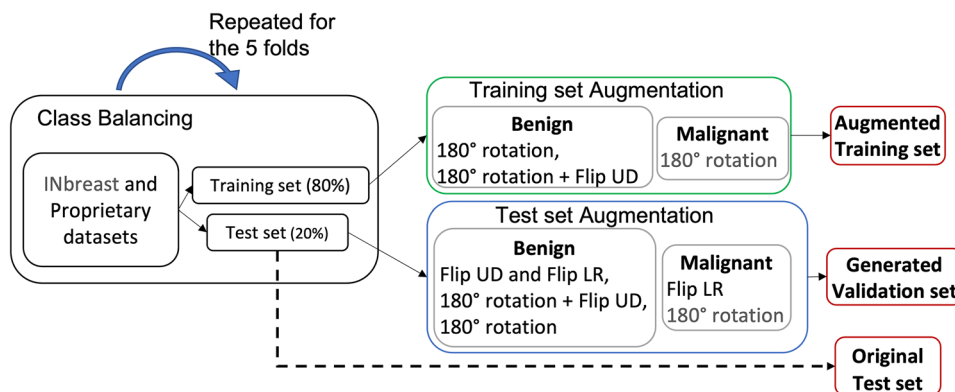 Repeated for
the 5 folds
Class Balancing
INbreast and
Proprietary
datasets
Training set (80%)
Test set (20%)
Training set Augmentation
Benign
180° rotation,
180° rotation + Flip UD
Malignant
180° rotation
Augmented
Training set
Test set Augmentation
Benign
Flip UD and Flip LR,
180° rotation + Flip UD,
180° rotation
Malignant
Flip LR
180° rotation
Generated
Validation set
Original
Test set